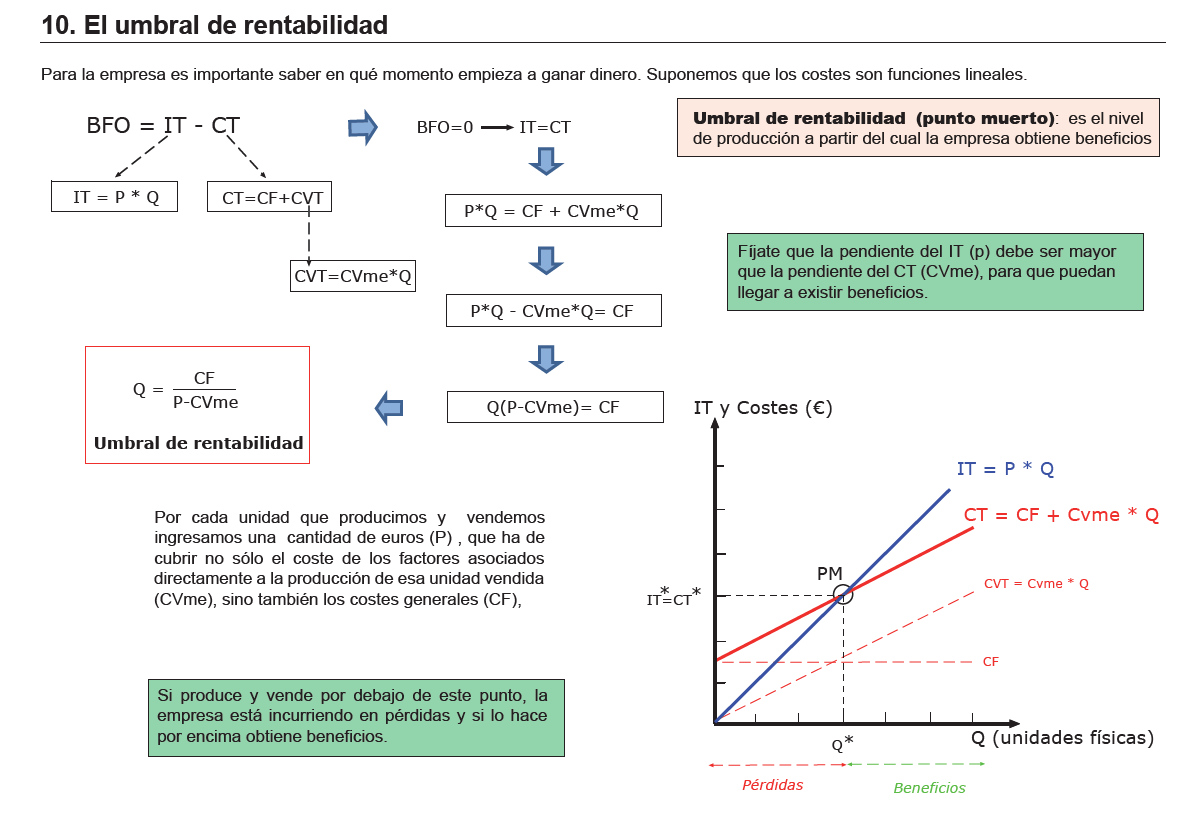 10. El umbral de rentabilidad
Para la empresa es importante saber en qué momento empieza a ganar dinero. Suponemos que los costes son funciones lineales.
BFO = IT - CT
IT = P * Q
CT=CF+CVT
CVT=CVme*Q
BFO=0
IT=CT
P*Q = CF + CVme*Q
P*Q - CVme*Q= CF
Q(P-CVme)= CF
Q = CF
P-CVme
Umbral de rentabilidad
Umbral de rentabilidad (punto muerto): es el nivel
de producción a partir del cual la empresa obtiene beneficios
Fíjate que la pendiente del IT (p) debe ser mayor
que la pendiente del CT (CVme), para que puedan
llegar a existir beneficios.
Por cada unidad que producimos y vendemos
ingresamos una cantidad de euros (P) , que ha de
cubrir no sólo el coste de los factores asociados
directamente a la producción de esa unidad vendida
(CVme), sino también los costes generales (CF),
Si produce y vende por debajo de este punto, la
empresa está incurriendo en pérdidas y si lo hace
por encima obtiene beneficios.
IT y Costes (€)
IT = P * Q
CT = CF + Cvme * Q
PM
CVT = Cvme * Q
IT*=CT*
CF
Q*
Q (unidades físicas)
Pérdidas
Beneficios